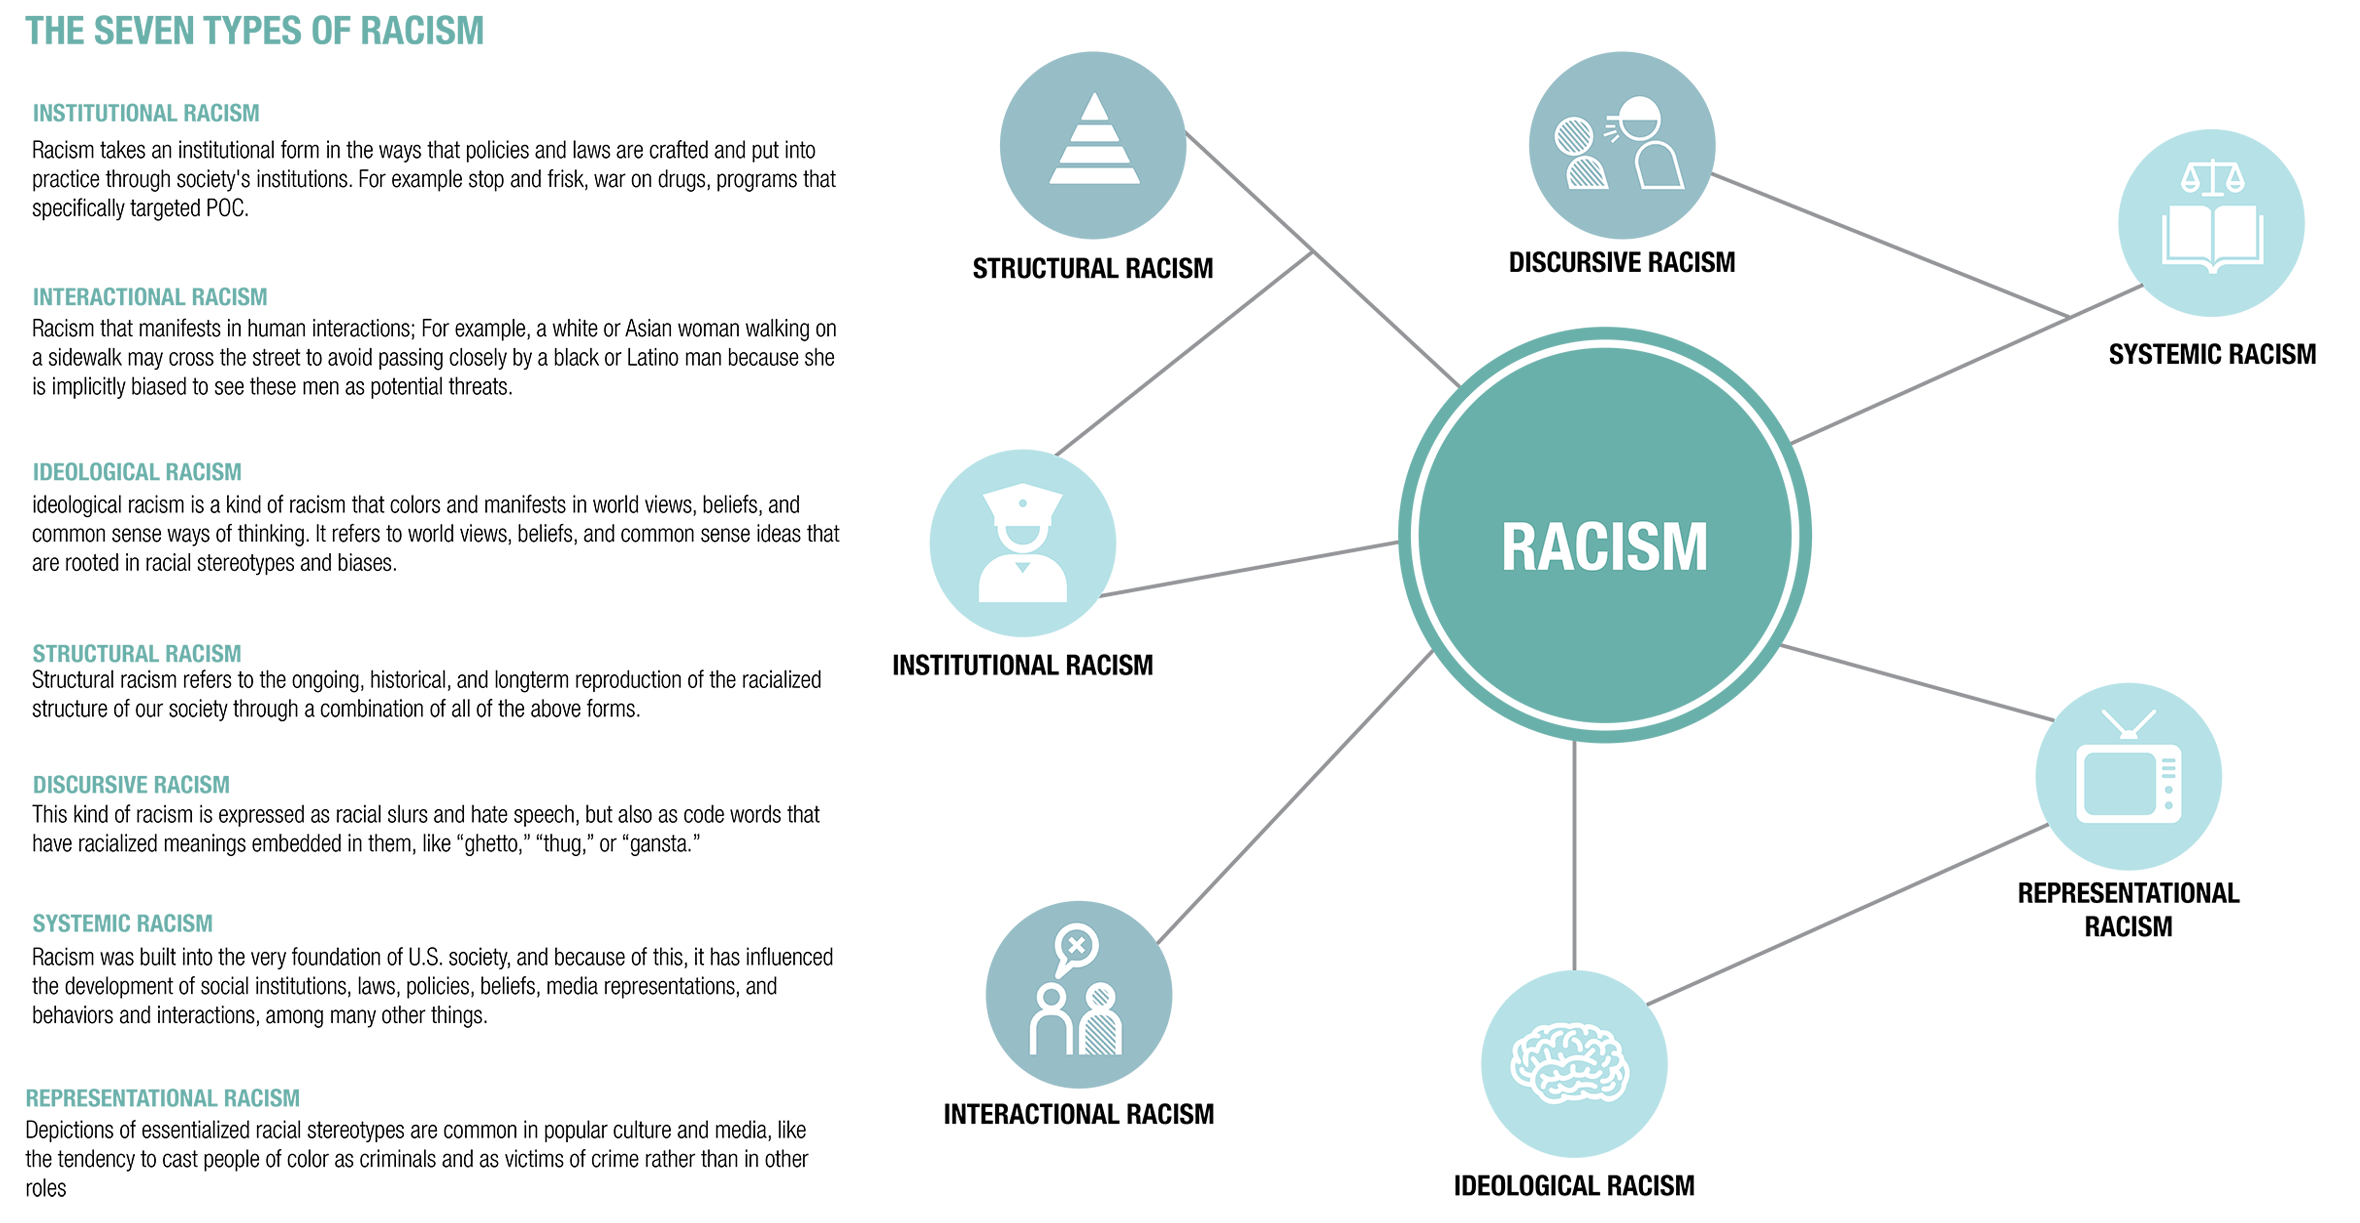 THE SEVEN TYPES OF RACISM
INSTITUTIONAL RACISM
Racism takes an institutional form in the ways that policies and laws are crafted and put into
practice through society's institutions. For example stop and frisk, war on drugs, programs that
specifically targeted POC.
INTERACTIONAL RACISM
Racism that manifests in human interactions; For example, a white or Asian woman walking on
a sidewalk may cross the street to avoid passing closely by a black or Latino man because she
is implicitly biased to see these men as potential threats.
IDEOLOGICAL RACISM
ideological racism is a kind of racism that colors and manifests in world views, beliefs, and
common sense ways of thinking. It refers to world views, beliefs, and common sense ideas that
are rooted in racial stereotypes and biases.
STRUCTURAL RACISM
Structural racism refers to the ongoing, historical, and longterm reproduction of the racialized
structure of our society through a combination of all of the above forms.
DISCURSIVE RACISM
This kind of racism is expressed as racial slurs and hate speech, but also as code words that
have racialized meanings embedded in them, like “ghetto,” “thug,” or “gansta.”
SYSTEMIC RACISM
Racism was built into the very foundation of U.S. society, and because of this, it has influenced
the development of social institutions, laws, policies, beliefs, media representations, and
behaviors and interactions, among many other things.
REPRESENTATIONAL RACISM
Depictions of essentialized racial stereotypes are common in popular culture and media, like
the tendency to cast people of color as criminals and as victims of crime rather than in other
roles
STRUCTURAL RACISM
DISCURSIVE RACISM
SYSTEMIC RACISM
RACISM
INSTITUTIONAL RACISM
REPRESENTATIONAL
RACISM
INTERACTIONAL RACISM
IDEOLOGICAL RACISM